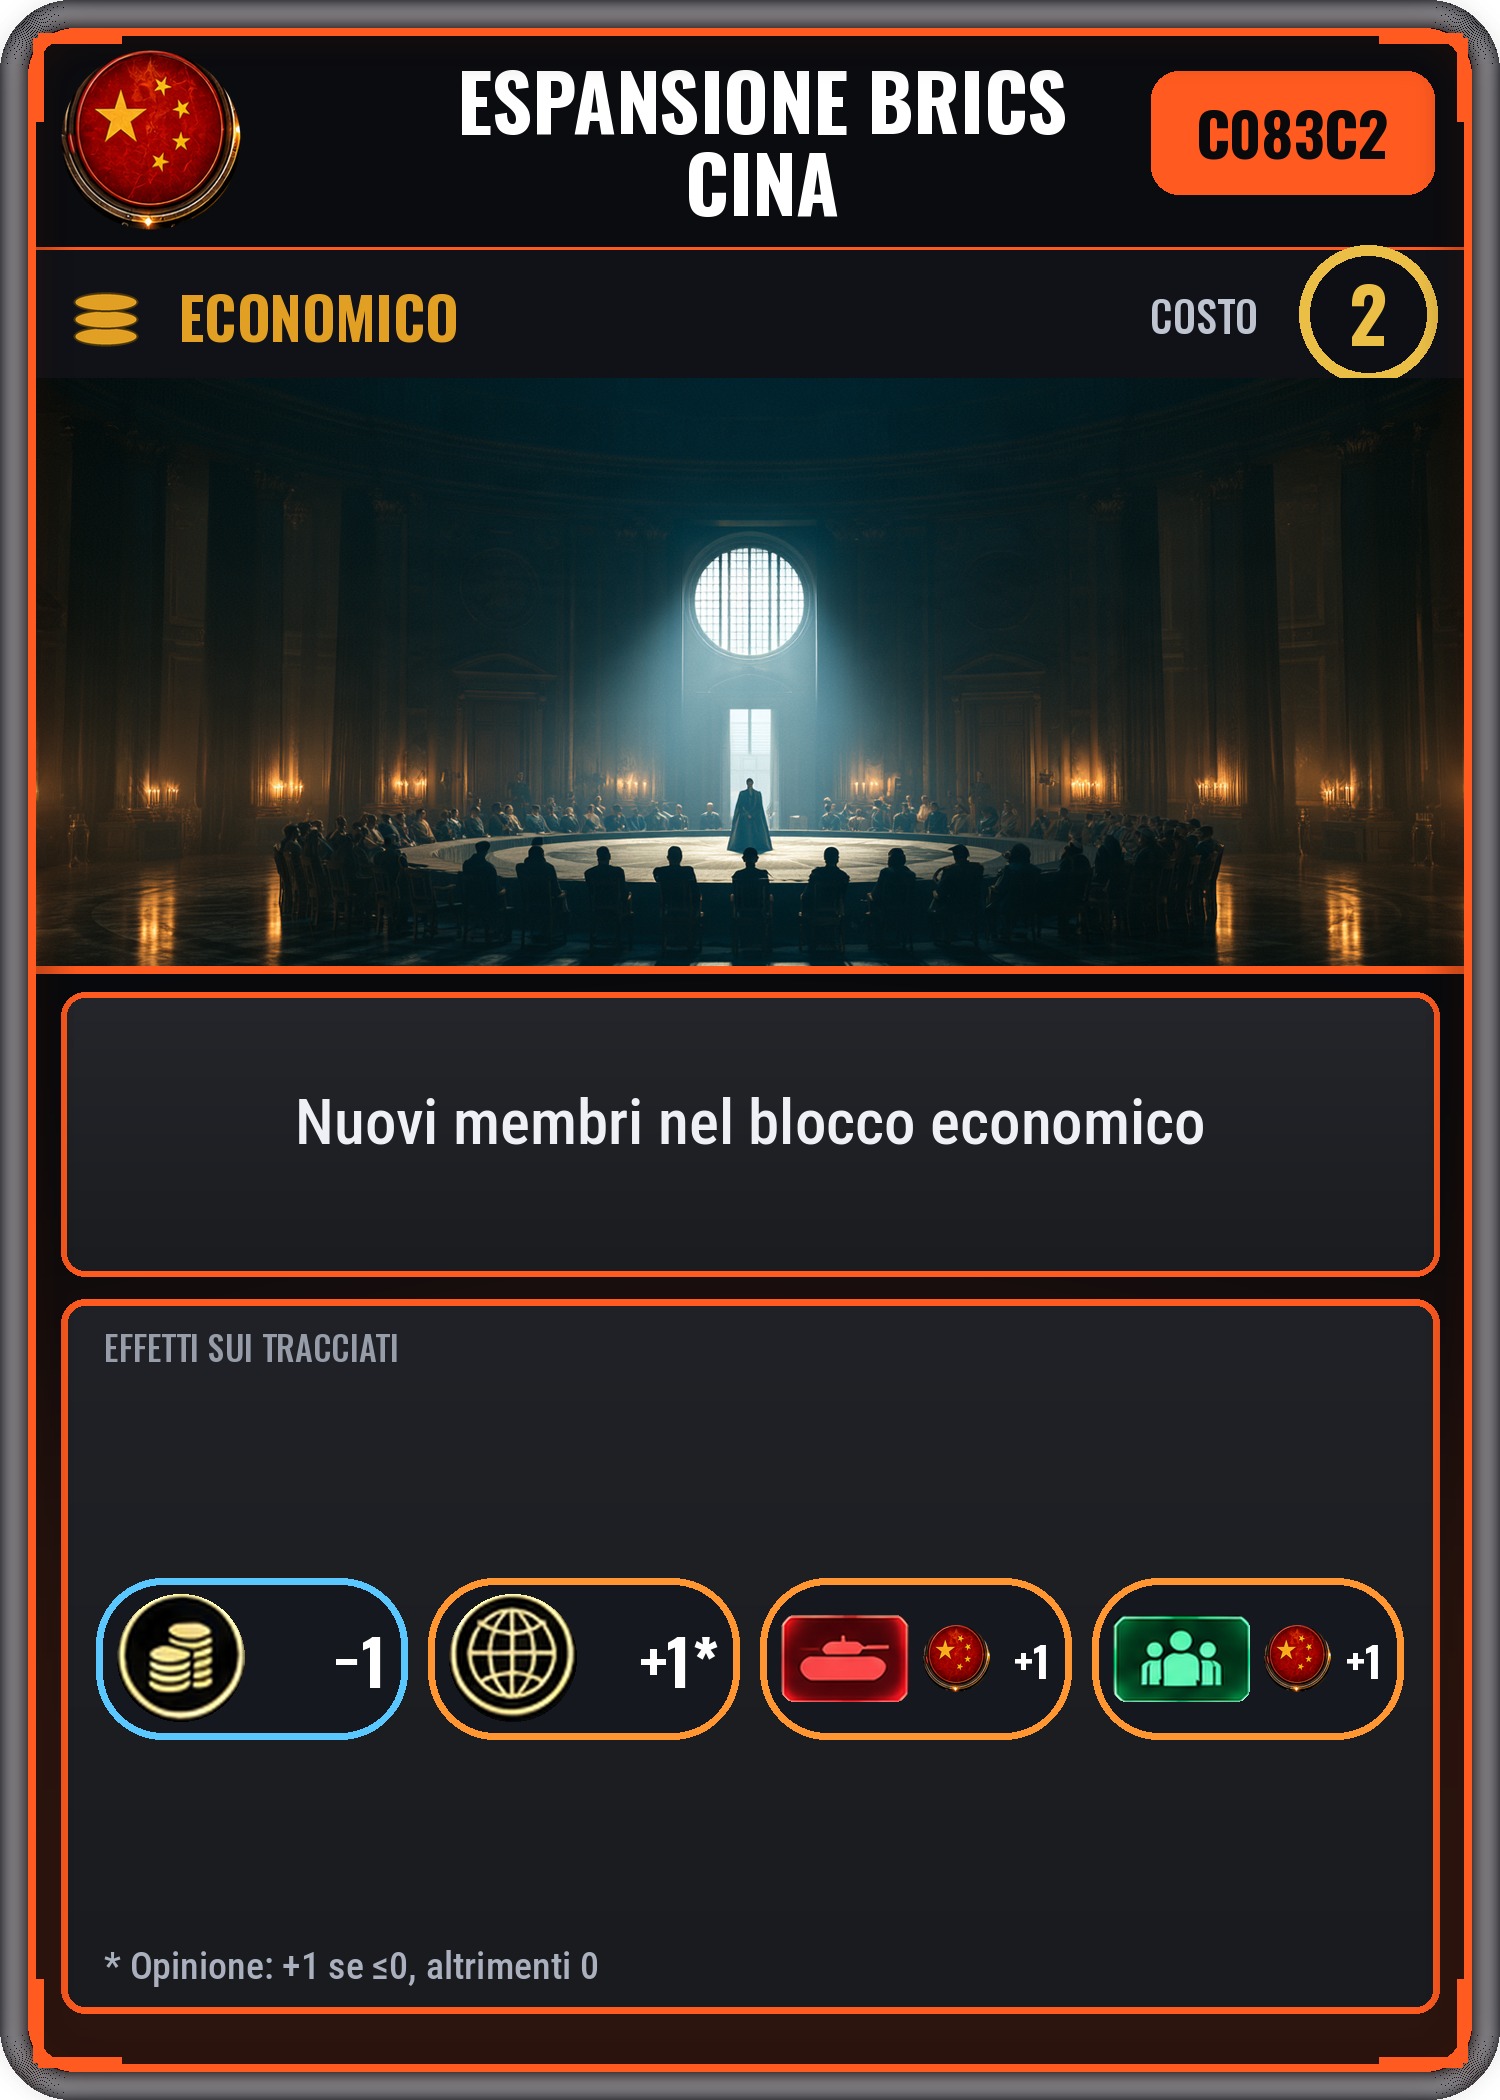 ESPANSIONE BRICS
CINA
C083C2
ECONOMICO
COSTO
2
Nuovi membri nel blocco economico
EFFETTI SUI TRACCIATI
-1
+1*
+1
+1
* Opinione: +1 se ≤0, altrimenti 0